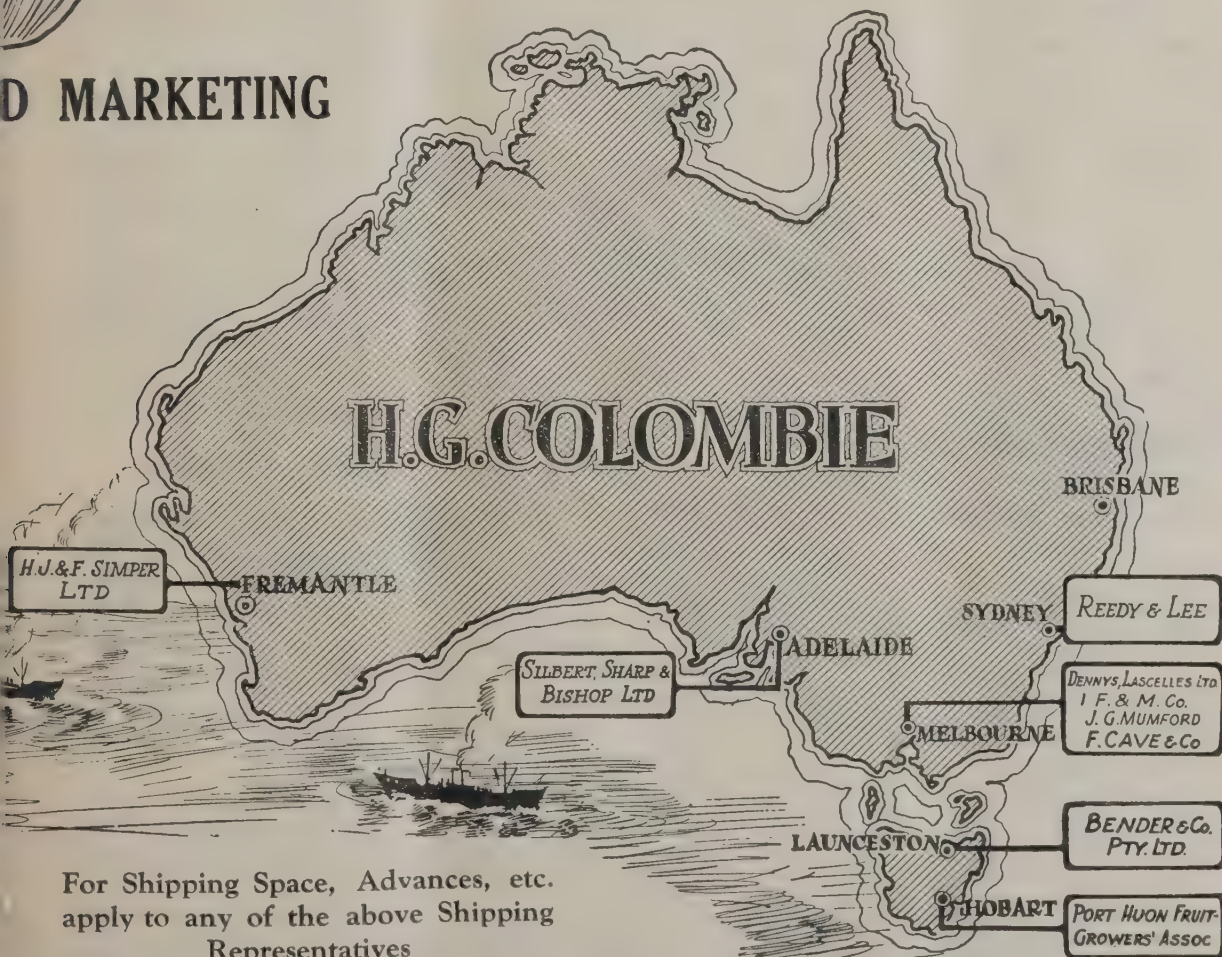 D MARKETING
H.G.COLOMBIE
BRISBANE
H.J.&F. SIMPER
LTD
FREMANTLE
SYDNEY
REEDY & LEE
ADELAIDE
SILBERT, SHARP &
BISHOP LTD
DENNYS, LASCELLES LTD.
I F. & M. Co.
J. G. MUMFORD
F. CAVE & Co
MELBOURNE
LAUNCESTON
BENDER & Co.
PTY. LTD.
HOBART
PORT HUON FRUIT-
GROWERS' ASSOC
For Shipping Space, Advances, etc.
apply to any of the above Shipping
Representatives